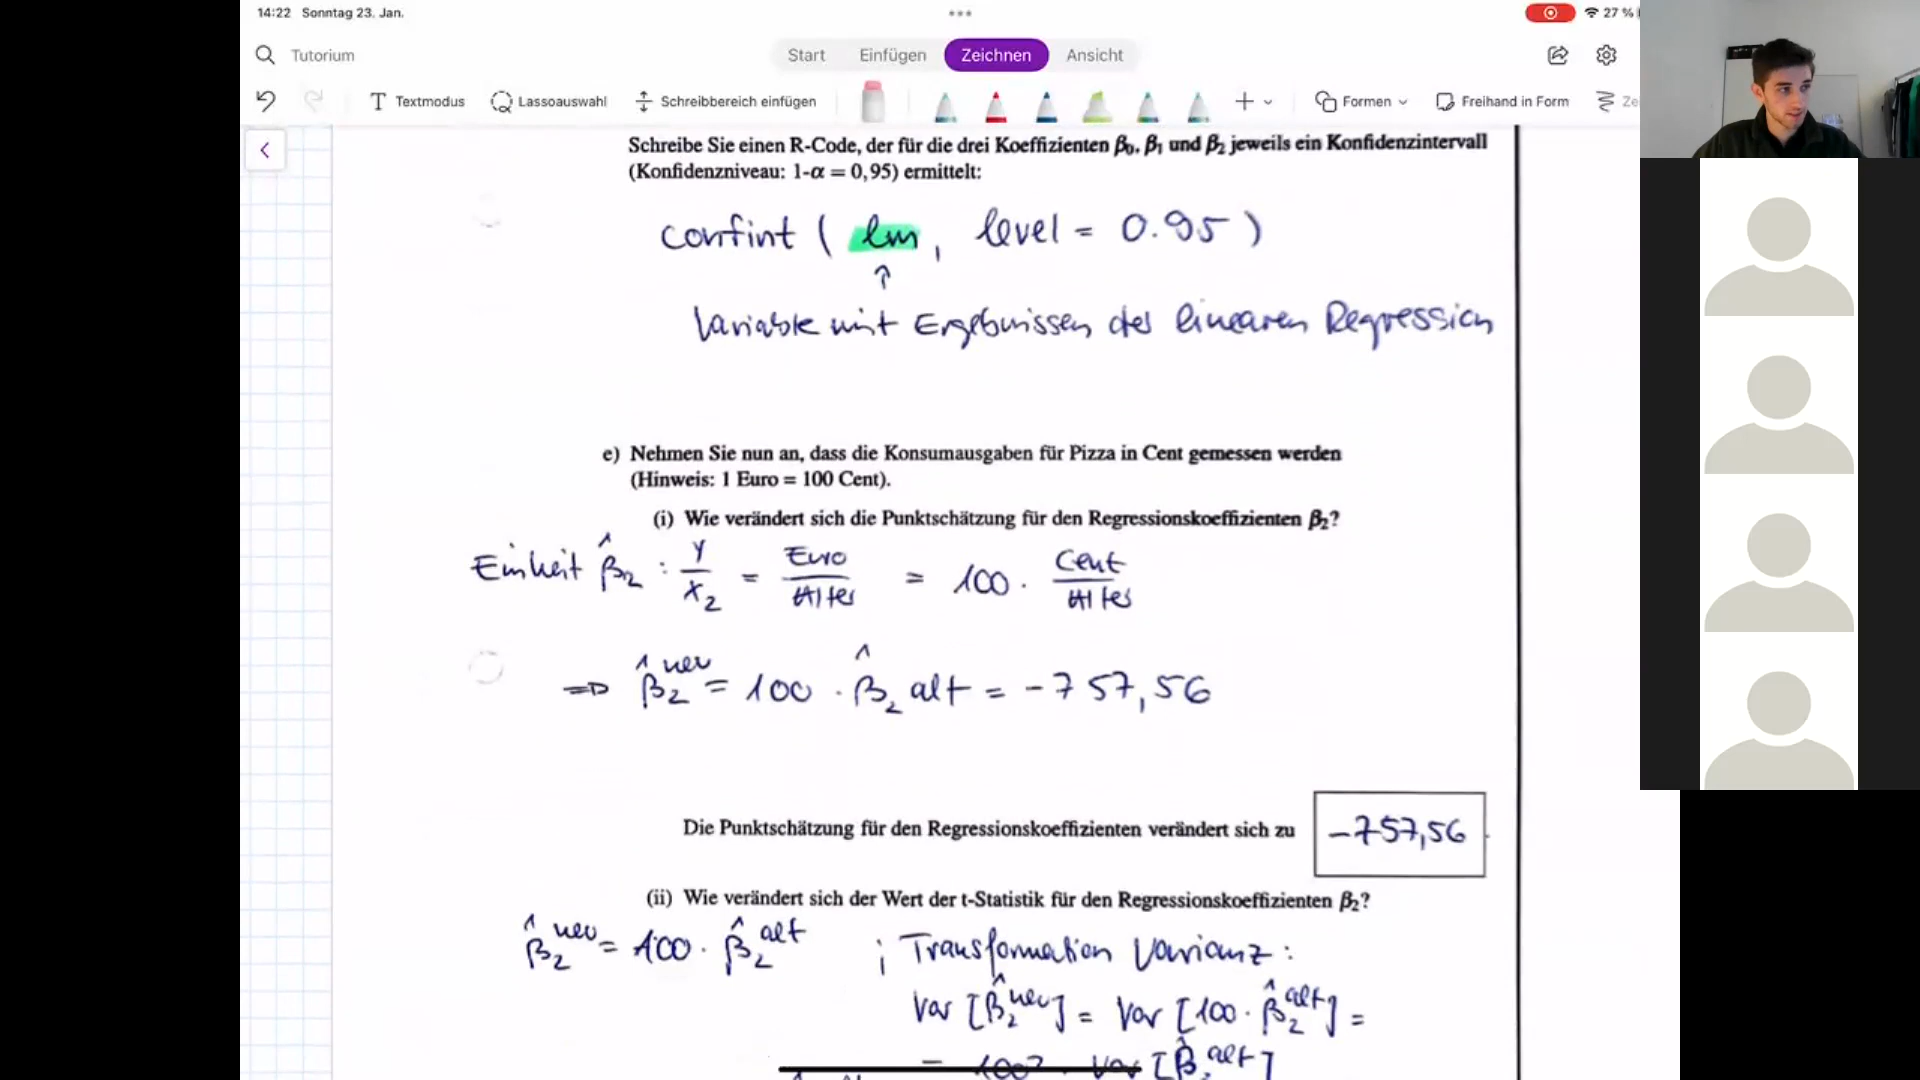 14:22 Sonntag 23. Jan.
27 %
Tutorium
Start Einfügen Zeichnen Ansicht
Textmodus Lassoauswahl Schreibbereich einfügen Formen Freihand in Form
Schreibe Sie einen R-Code, der für die drei Koeffizienten β0, β1 und β2 jeweils ein Konfidenzintervall
(Konfidenzniveau: 1-α = 0,95) ermittelt:
confint ( lm, level = 0.95 )
↑
Variable mit Ergebnissen der linearen Regression
e) Nehmen Sie nun an, dass die Konsumausgaben für Pizza in Cent gemessen werden
(Hinweis: 1 Euro = 100 Cent).
(i) Wie verändert sich die Punktschätzung für den Regressionskoeffizienten β2?
Einheit β̂2 : Y/X2 = Euro/Alter = 100 · Cent/Alter
⇒ β̂2 neu = 100 · β̂2 alt = -757,56
Die Punktschätzung für den Regressionskoeffizienten verändert sich zu -757,56
(ii) Wie verändert sich der Wert der t-Statistik für den Regressionskoeffizienten β2?
β̂2 neu = 100 · β̂2 alt ; Transformation Varianz:
Var [β̂2 neu] = Var [100 · β̂2 alt] =
= 100² · Var [β̂2 alt]